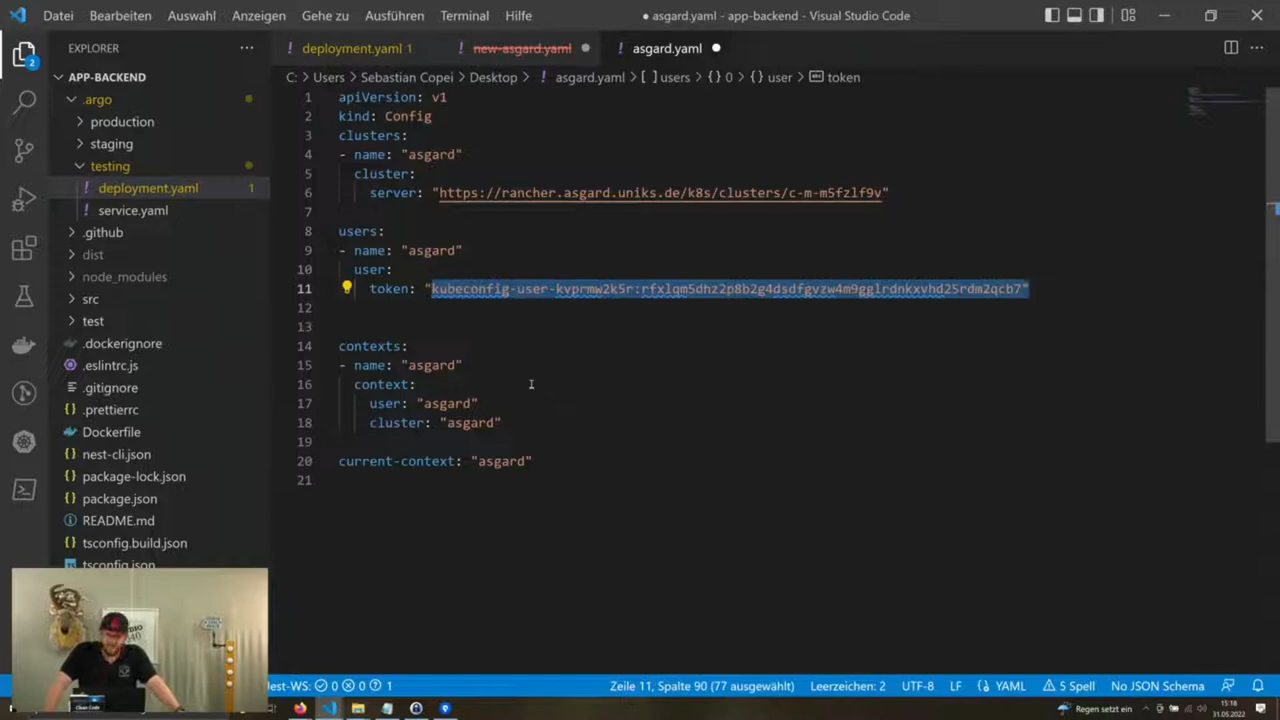 Datei Bearbeiten Auswahl Anzeigen Gehe zu Ausführen Terminal Hilfe ● asgard.yaml - app-backend - Visual Studio Code
EXPLORER
deployment.yaml 1 new-asgard.yaml asgard.yaml
APP-BACKEND
C: > Users > Sebastian Copei > Desktop > asgard.yaml > [ ] users > {} 0 > {} user > token
.argo
production
staging
testing
deployment.yaml 1
service.yaml
.github
dist
node_modules
src
test
.dockerignore
.eslintrc.js
.gitignore
.prettierrc
Dockerfile
nest-cli.json
package-lock.json
package.json
README.md
tsconfig.build.json
tsconfig.json
2
1 apiVersion: v1
2 kind: Config
3 clusters:
4 - name: "asgard"
5 cluster:
6 server: "https://rancher.asgard.uniks.de/k8s/clusters/c-m-m5fzlf9v"
7
8 users:
9 - name: "asgard"
10 user:
11 token: "kubeconfig-user-kvprmw2k5r:rfxlqm5dhz2p8b2g4dsdfgvzw4m9gglrdnkxvhd25rdm2qcb7"
12
13
14 contexts:
15 - name: "asgard"
16 context:
17 user: "asgard"
18 cluster: "asgard"
19
20 current-context: "asgard"
21
Clean Code
Nest-WS: 0 0 1 Zeile 11, Spalte 90 (77 ausgewählt) Leerzeichen: 2 UTF-8 LF YAML 5 Spell No JSON Schema
Regen setzt ein
15:18
31.05.2022